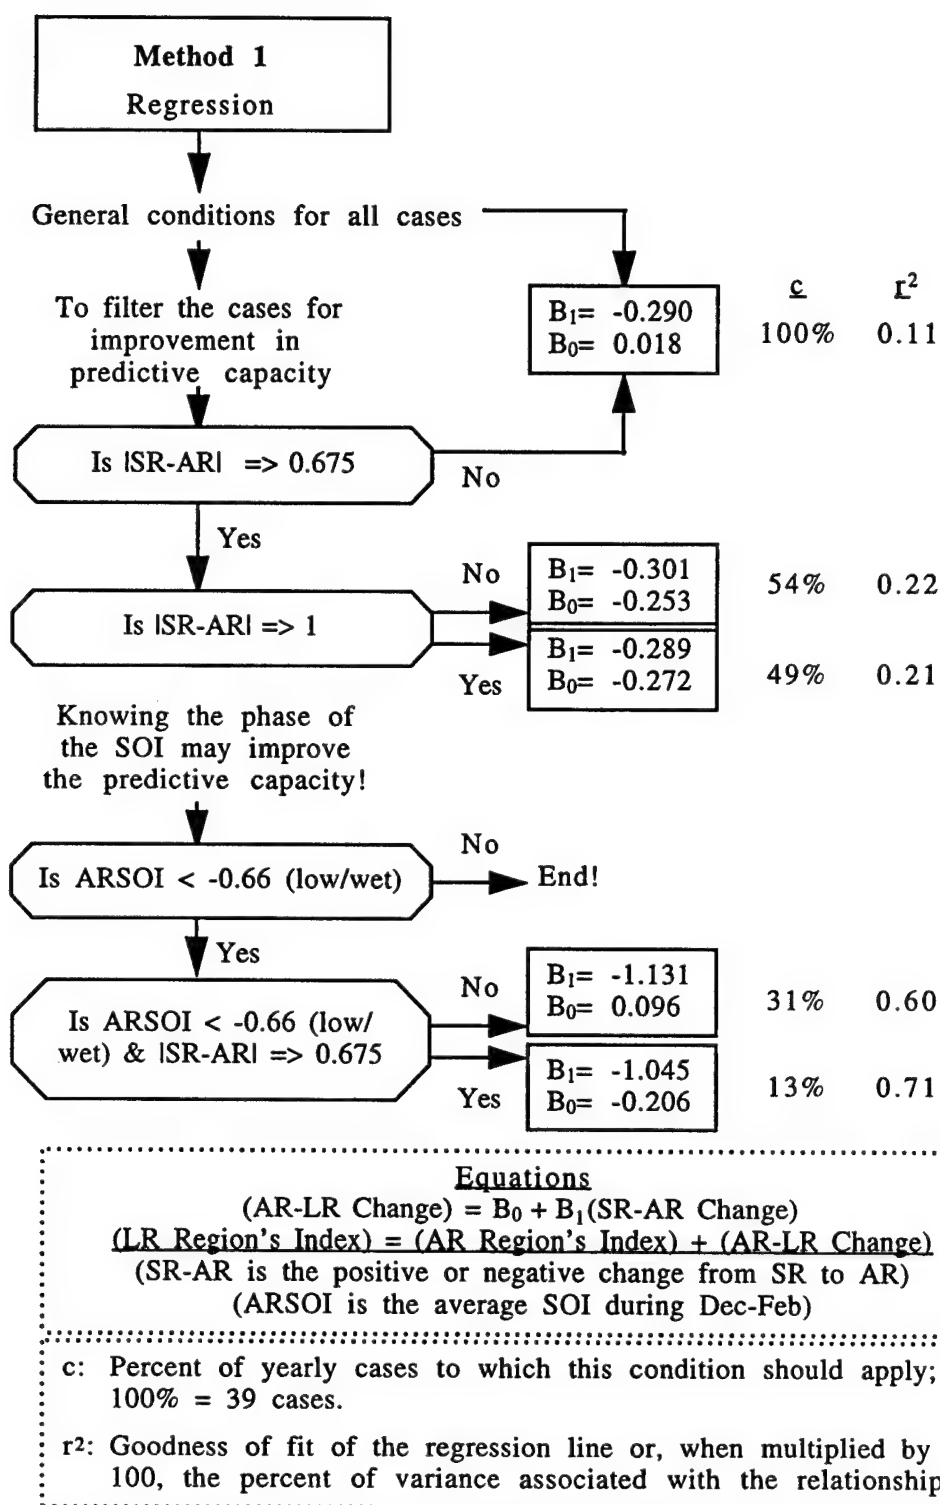 Method 1
Regression
General conditions for all cases
To filter the cases for
improvement in
predictive capacity
B₁= -0.290
B₀= 0.018
c
r²
100%
0.11
Is |SR-AR| => 0.675
No
Yes
Is |SR-AR| => 1
No
B₁= -0.301
B₀= -0.253
54%
0.22
Yes
B₁= -0.289
B₀= -0.272
49%
0.21
Knowing the phase of
the SOI may improve
the predictive capacity!
Is ARSOI < -0.66 (low/wet)
No
End!
Yes
Is ARSOI < -0.66 (low/
wet) & |SR-AR| => 0.675
No
B₁= -1.131
B₀= 0.096
31%
0.60
Yes
B₁= -1.045
B₀= -0.206
13%
0.71
Equations
(AR-LR Change) = B₀ + B₁(SR-AR Change)
(LR Region's Index) = (AR Region's Index) + (AR-LR Change)
(SR-AR is the positive or negative change from SR to AR)
(ARSOI is the average SOI during Dec-Feb)
c: Percent of yearly cases to which this condition should apply;
100% = 39 cases.
r²: Goodness of fit of the regression line or, when multiplied by
100, the percent of variance associated with the relationship